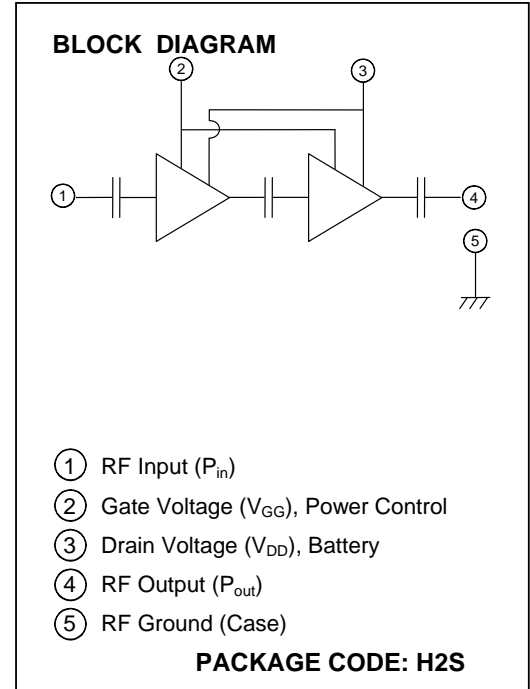 BLOCK DIAGRAM
2 3
1 4
5
1 RF Input (Pin)
2 Gate Voltage (VGG), Power Control
3 Drain Voltage (VDD), Battery
4 RF Output (Pout)
5 RF Ground (Case)
PACKAGE CODE: H2S